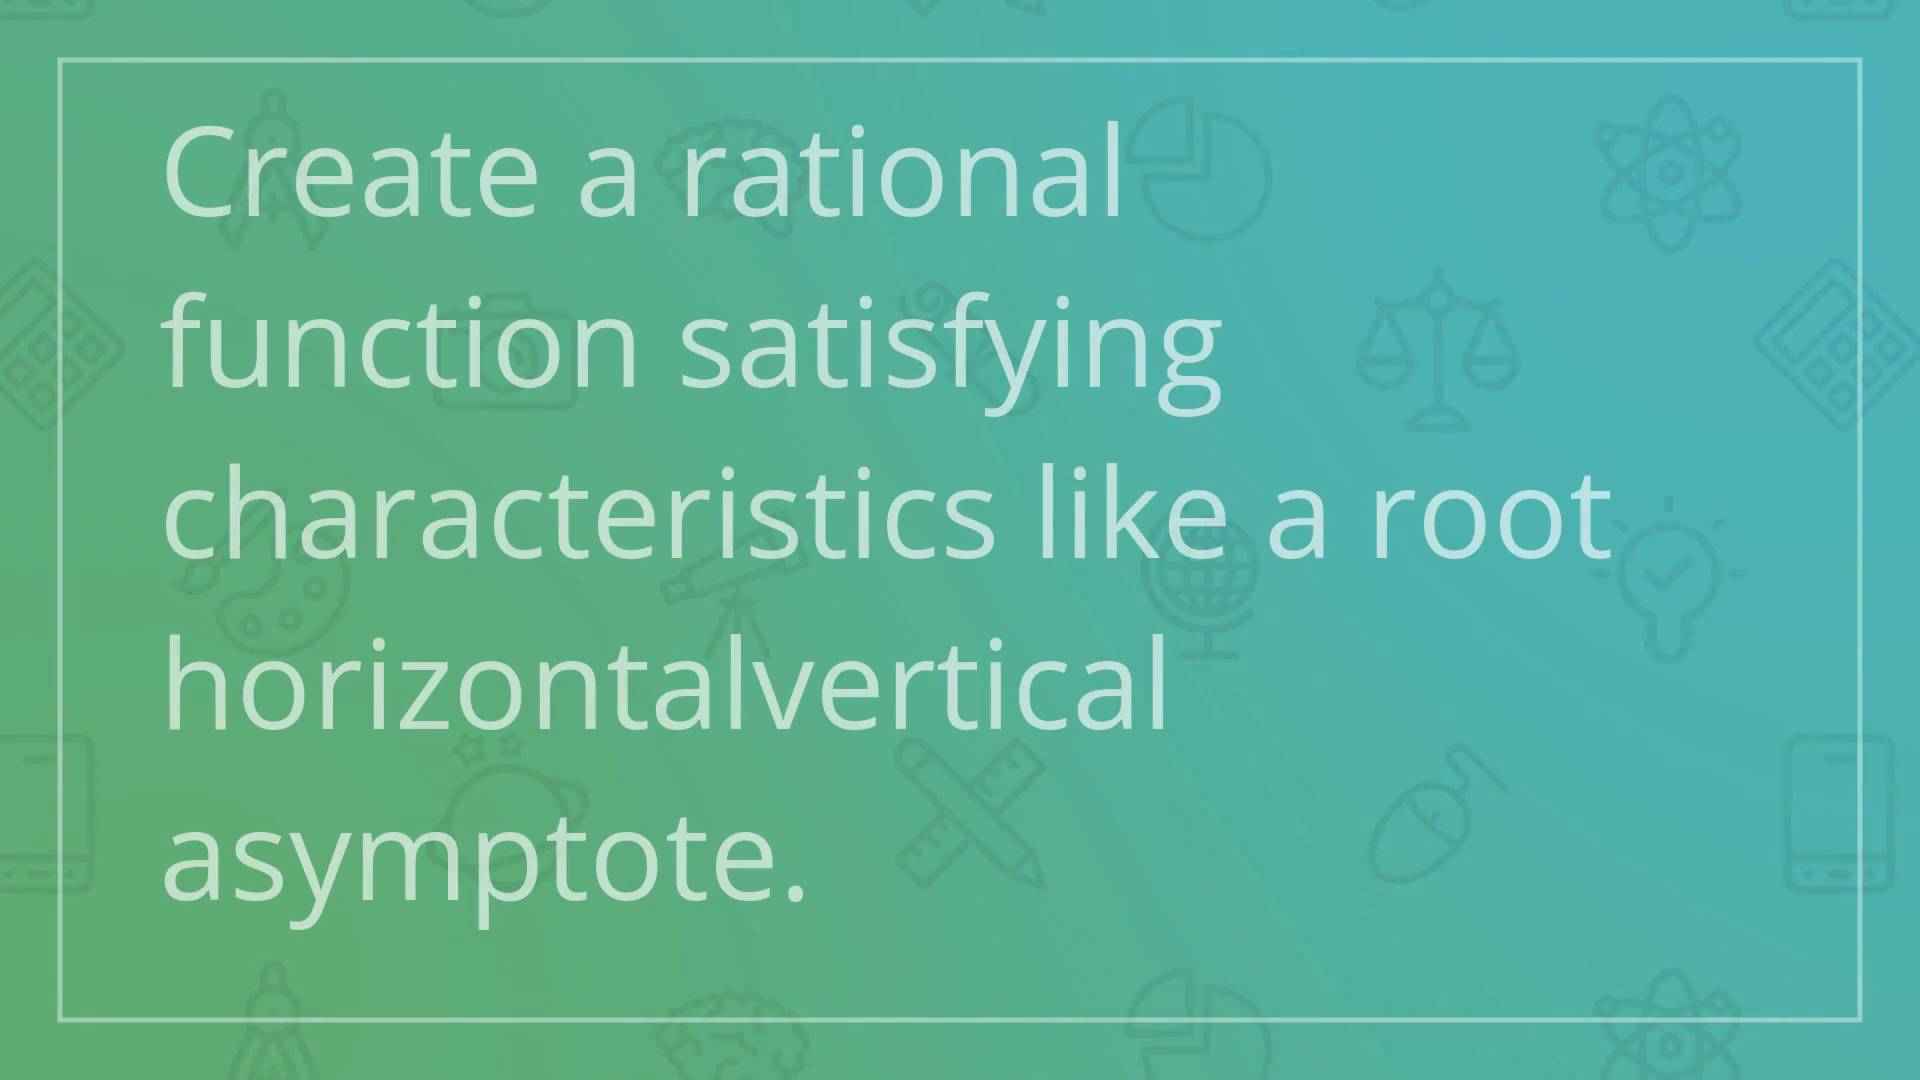 Create a rational
function satisfying
characteristics like a root
horizontalvertical
asymptote.